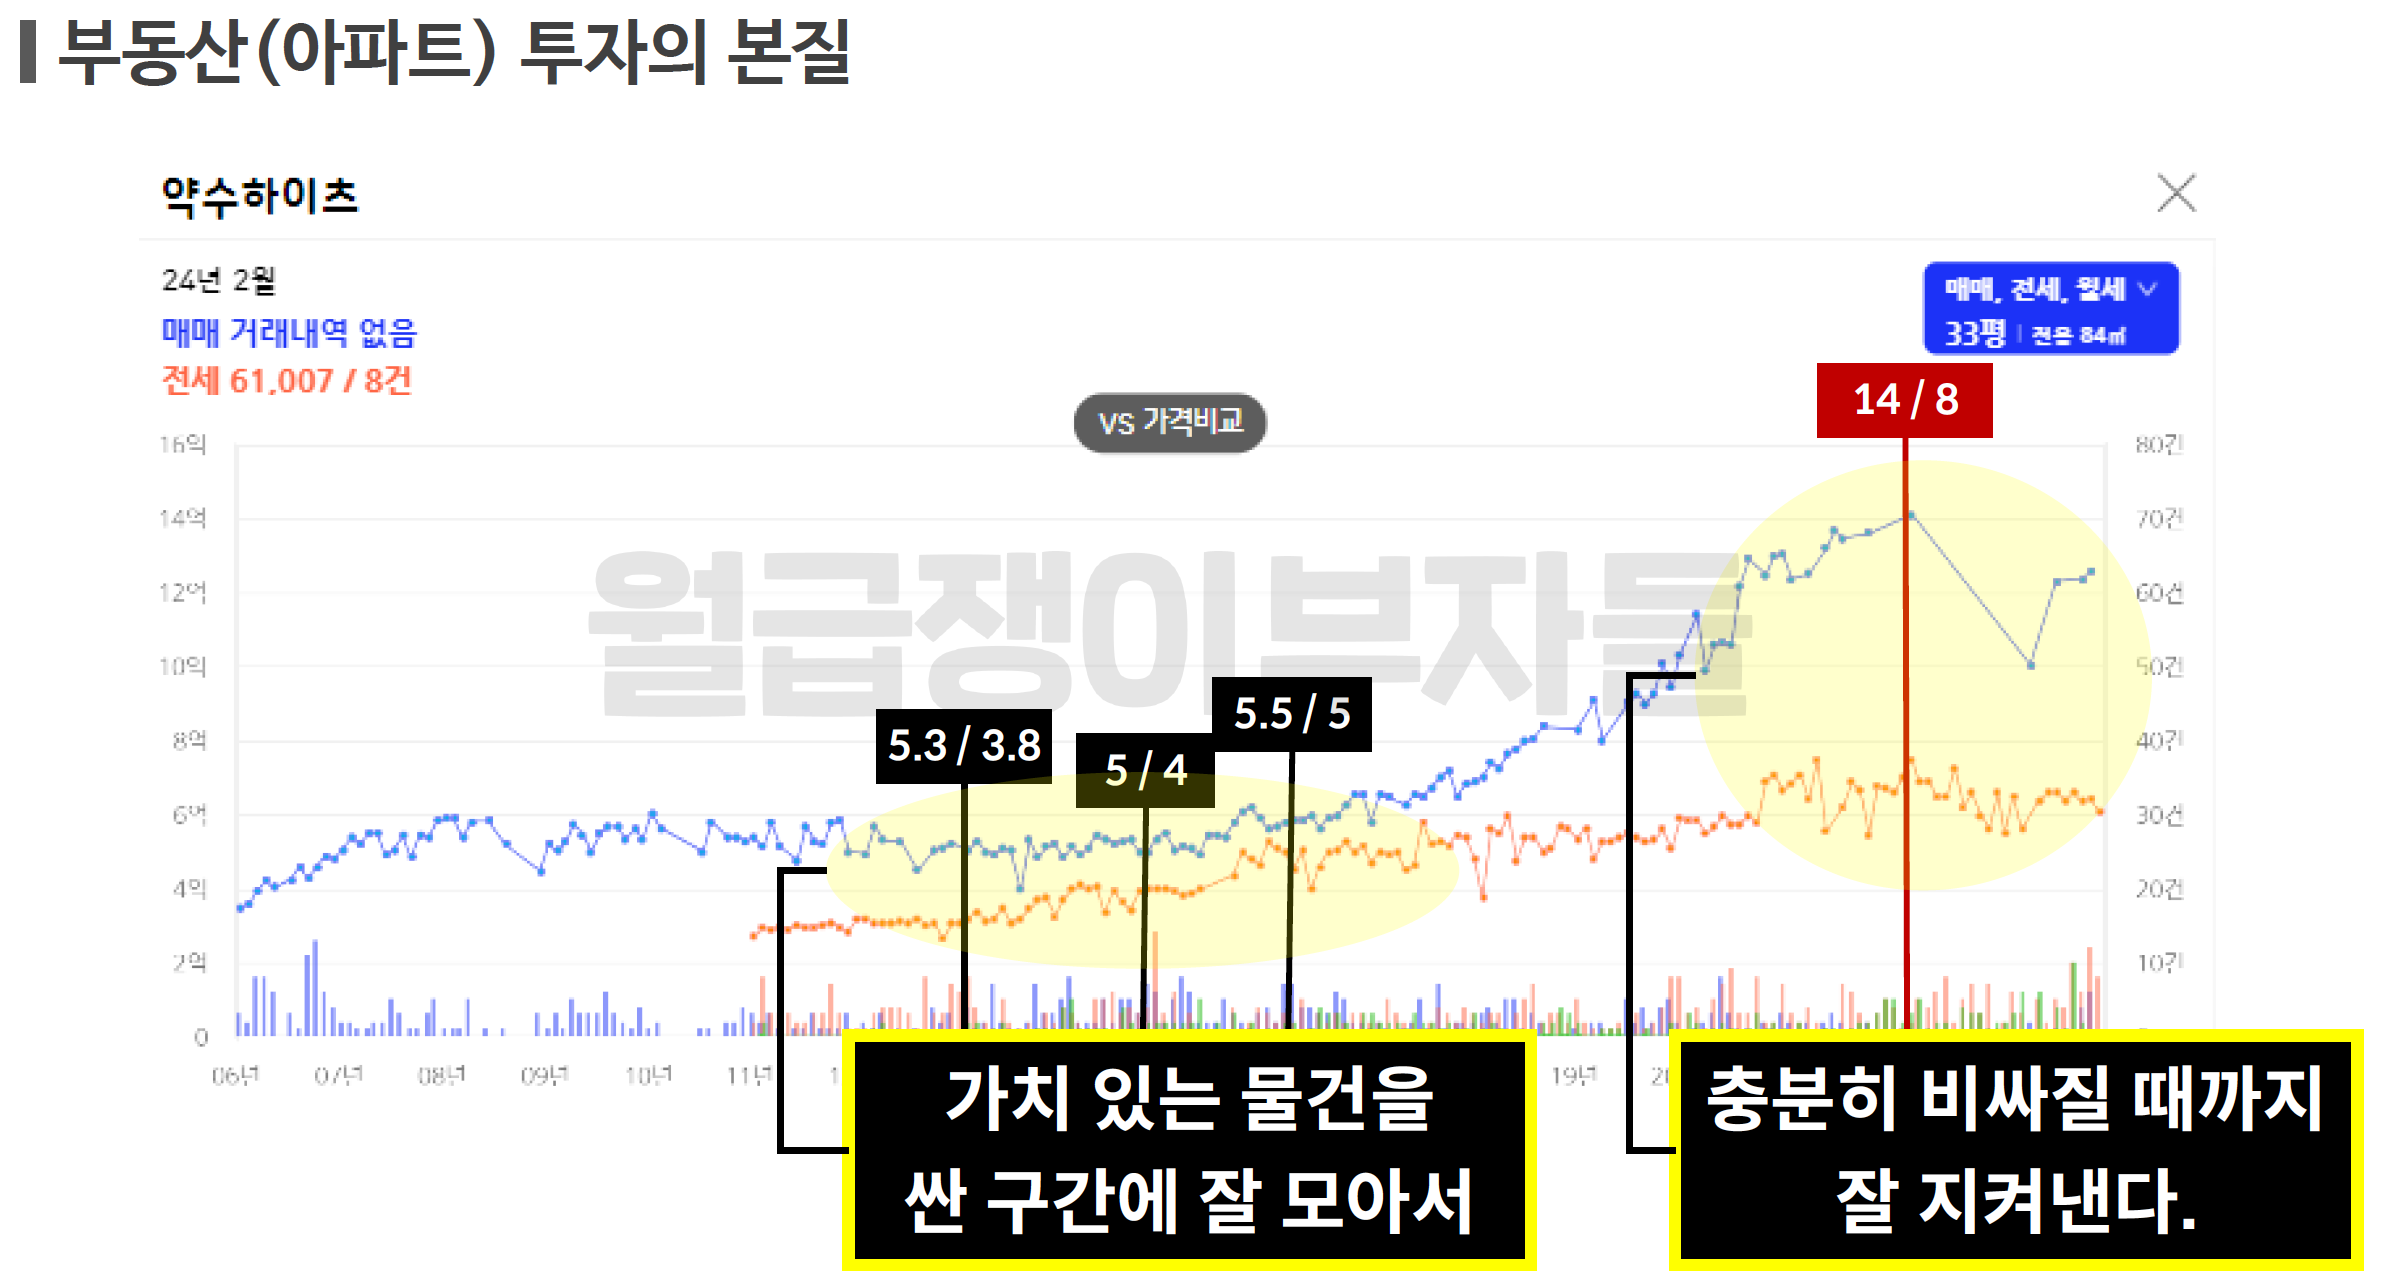 부동산(아파트) 투자의 본질
약수하이츠
24년 2월
매매 거래내역 없음
전세 61,007 / 8건
매매, 전세, 월세
33평 | 전용 84㎡
VS 가격비교
14 / 8
16억
14억
12억
10억
8억
6억
4억
2억
0
80건
70건
60건
50건
40건
30건
20건
10건
월급쟁이부자들
5.3 / 3.8
5 / 4
5.5 / 5
06년 07년 08년 09년 10년 11년 19년
가치 있는 물건을
싼 구간에 잘 모아서
충분히 비싸질 때까지
잘 지켜낸다.